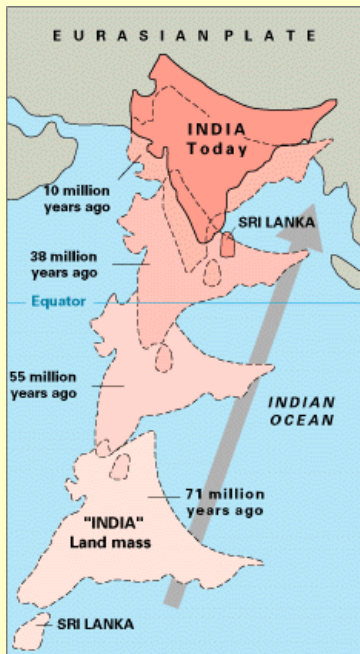 EURASIAN PLATE
INDIA
Today
10 million
years ago
SRI LANKA
38 million
years ago
Equator
55 million
years ago
INDIAN
OCEAN
71 million
years ago
"INDIA"
Land mass
SRI LANKA